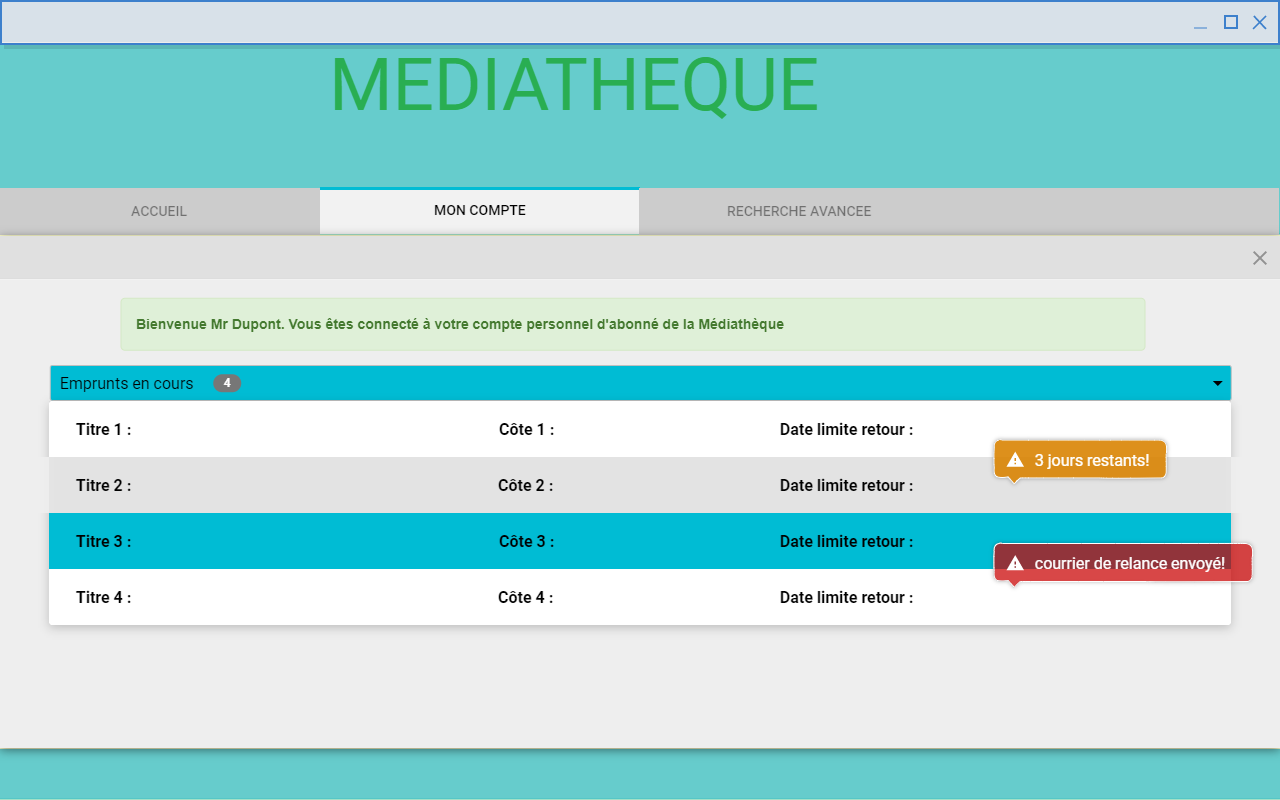 MEDIATHEQUE
ACCUEIL MON COMPTE RECHERCHE AVANCEE
Bienvenue Mr Dupont. Vous êtes connecté à votre compte personnel d'abonné de la Médiathèque
Emprunts en cours 4
Titre 1 : Côte 1 : Date limite retour :
3 jours restants!
Titre 2 : Côte 2 : Date limite retour :
Titre 3 : Côte 3 : Date limite retour :
courrier de relance envoyé!
Titre 4 : Côte 4 : Date limite retour :